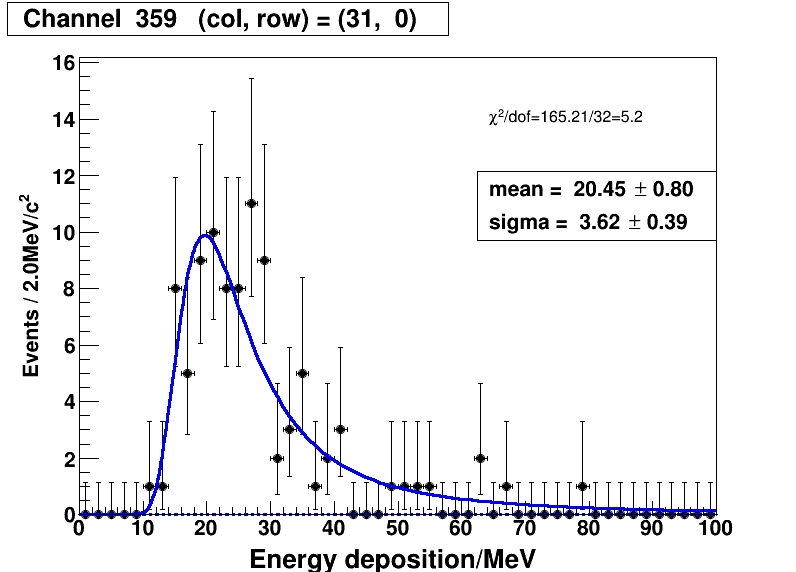 Channel 359 (col, row) = (31, 0)
16
14
12
10
8
6
4
2
0
Events / 2.0MeV/c²
χ²/dof=165.21/32=5.2
mean = 20.45 ± 0.80
sigma = 3.62 ± 0.39
0 10 20 30 40 50 60 70 80 90 100
Energy deposition/MeV